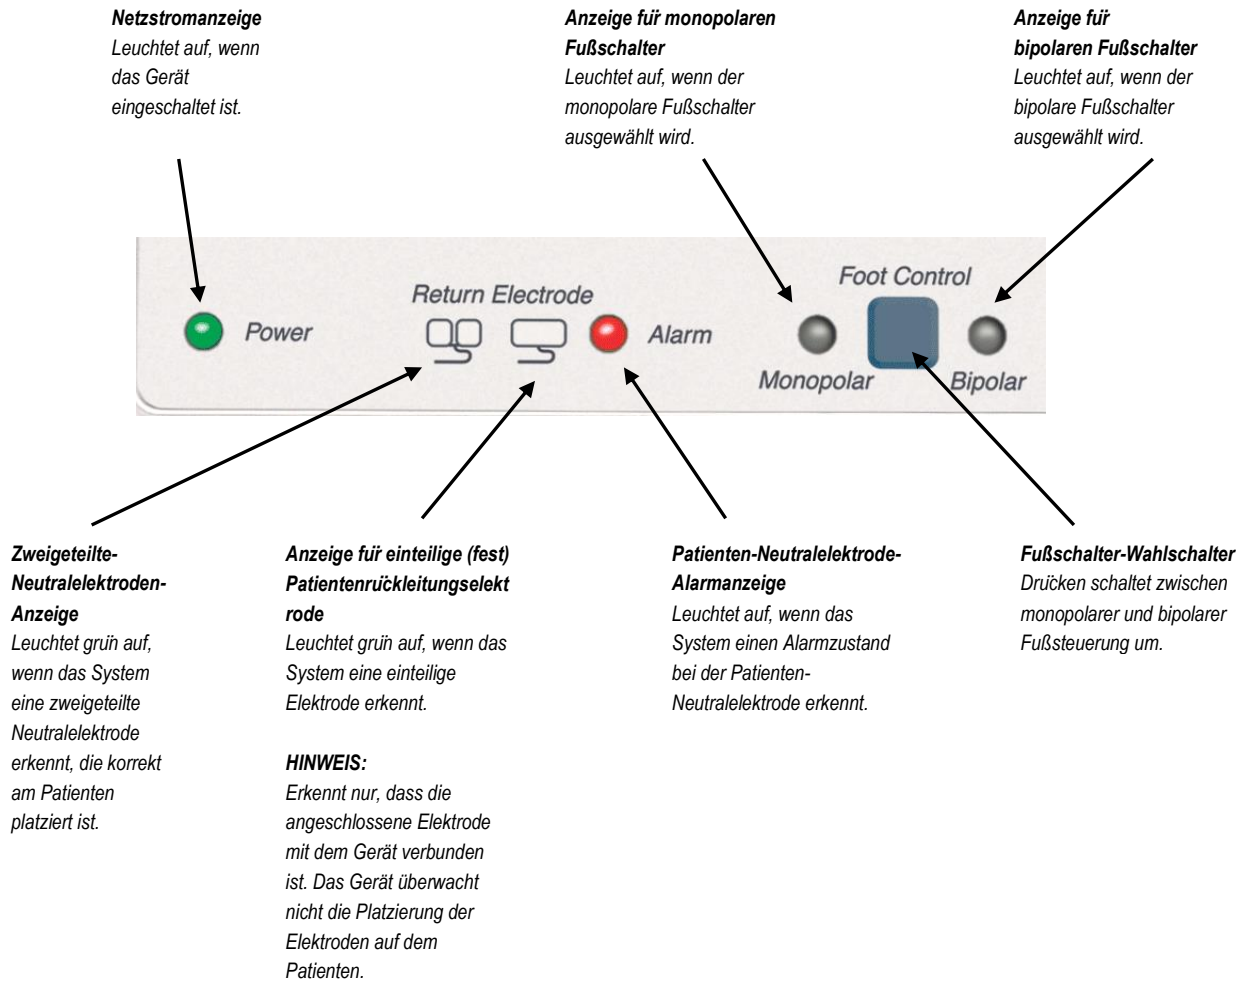 Netzstromanzeige
Leuchtet auf, wenn
das Gerät
eingeschaltet ist.
Anzeige für monopolaren
Fußschalter
Leuchtet auf, wenn der
monopolare Fußschalter
ausgewählt wird.
Anzeige für
bipolaren Fußschalter
Leuchtet auf, wenn der
bipolare Fußschalter
ausgewählt wird.
Power
Return Electrode
Alarm
Foot Control
Monopolar
Bipolar
Zweigeteilte-
Neutralelektroden-
Anzeige
Leuchtet grün auf,
wenn das System
eine zweigeteilte
Neutralelektrode
erkennt, die korrekt
am Patienten
platziert ist.
Anzeige für einteilige (fest)
Patientenrückleitungselekt
rode
Leuchtet grün auf, wenn das
System eine einteilige
Elektrode erkennt.
HINWEIS:
Erkennt nur, dass die
angeschlossene Elektrode
mit dem Gerät verbunden
ist. Das Gerät überwacht
nicht die Platzierung der
Elektroden auf dem
Patienten.
Patienten-Neutralelektrode-
Alarmanzeige
Leuchtet auf, wenn das
System einen Alarmzustand
bei der Patienten-
Neutralelektrode erkennt.
Fußschalter-Wahlschalter
Drücken schaltet zwischen
monopolarer und bipolarer
Fußsteuerung um.